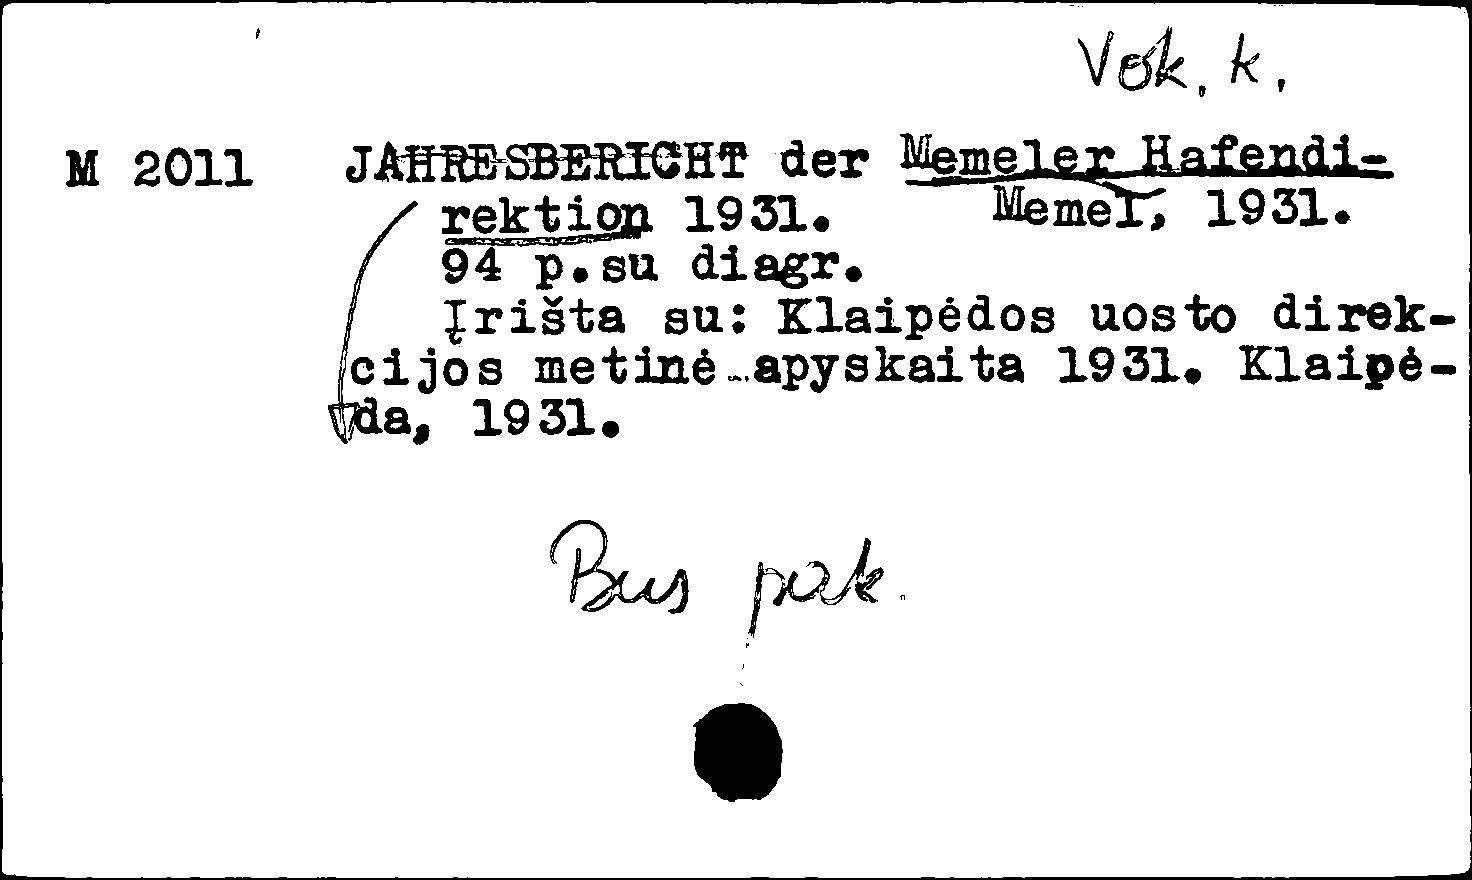 Vok. k.
M 2011 JAHRESBERICHT der Memeler Hafendi-
rektion 1931. Memel, 1931.
94 p.su diagr.
Įrišta su: Klaipėdos uosto direk-
cijos metinė apyskaita 1931. Klaipė-
da, 1931.
Bus pak.